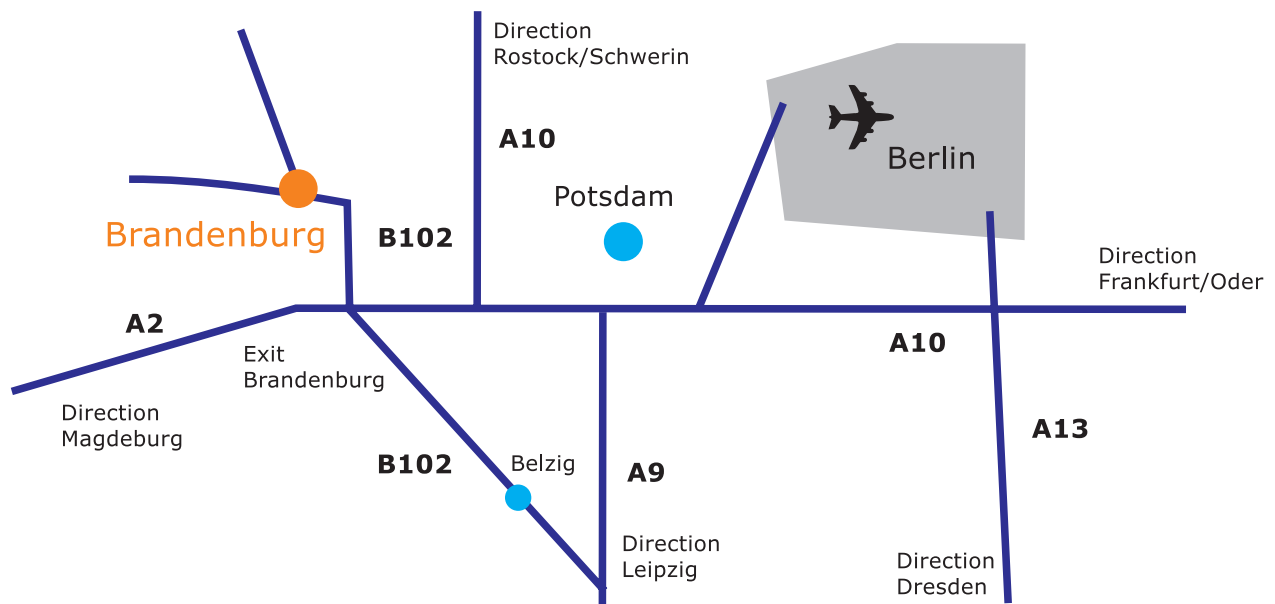 Direction
Rostock/Schwerin
A10
Berlin
Potsdam
Brandenburg
B102
Direction
Frankfurt/Oder
A2
A10
Exit
Brandenburg
Direction
Magdeburg
A13
B102
Belzig
A9
Direction
Leipzig
Direction
Dresden